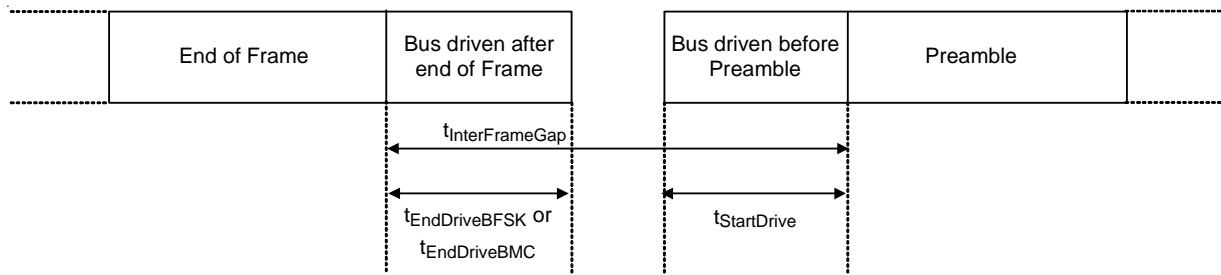 End of Frame
Bus driven after
end of Frame
Bus driven before
Preamble
Preamble
tInterFrameGap
tEndDriveBFSK or
tEndDriveBMC
tStartDrive